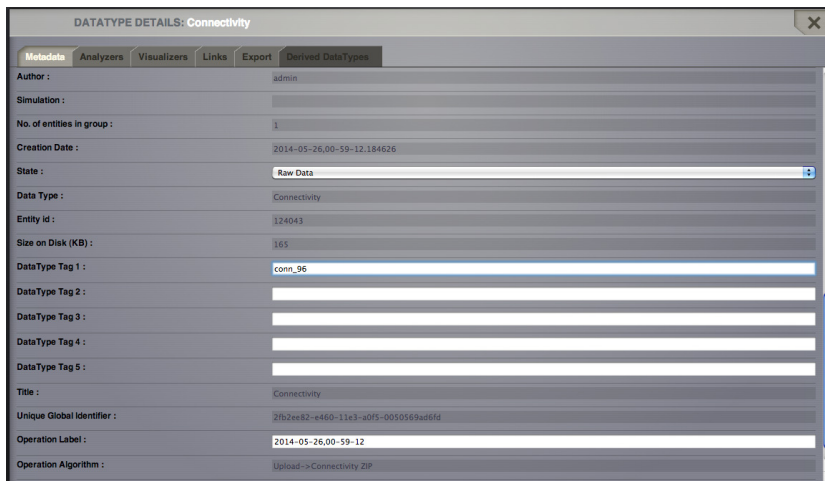 DATATYPE DETAILS: Connectivity
Metadata Analyzers Visualizers Links Export Derived DataTypes
Author : admin
Simulation :
No. of entities in group : 1
Creation Date : 2014-05-26,00-59-12.184626
State : Raw Data
Data Type : Connectivity
Entity id : 124043
Size on Disk (KB) : 165
DataType Tag 1 : conn_96
DataType Tag 2 :
DataType Tag 3 :
DataType Tag 4 :
DataType Tag 5 :
Title : Connectivity
Unique Global Identifier : 2fb2ee82-e460-11e3-a0f5-0050569ad6fd
Operation Label : 2014-05-26,00-59-12
Operation Algorithm : Upload->Connectivity ZIP